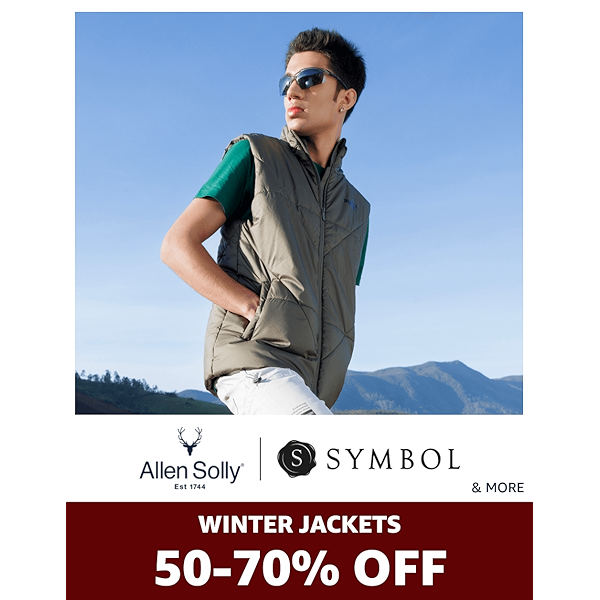 Allen Solly
Est 1744
S SYMBOL
& MORE
WINTER JACKETS
50-70% OFF